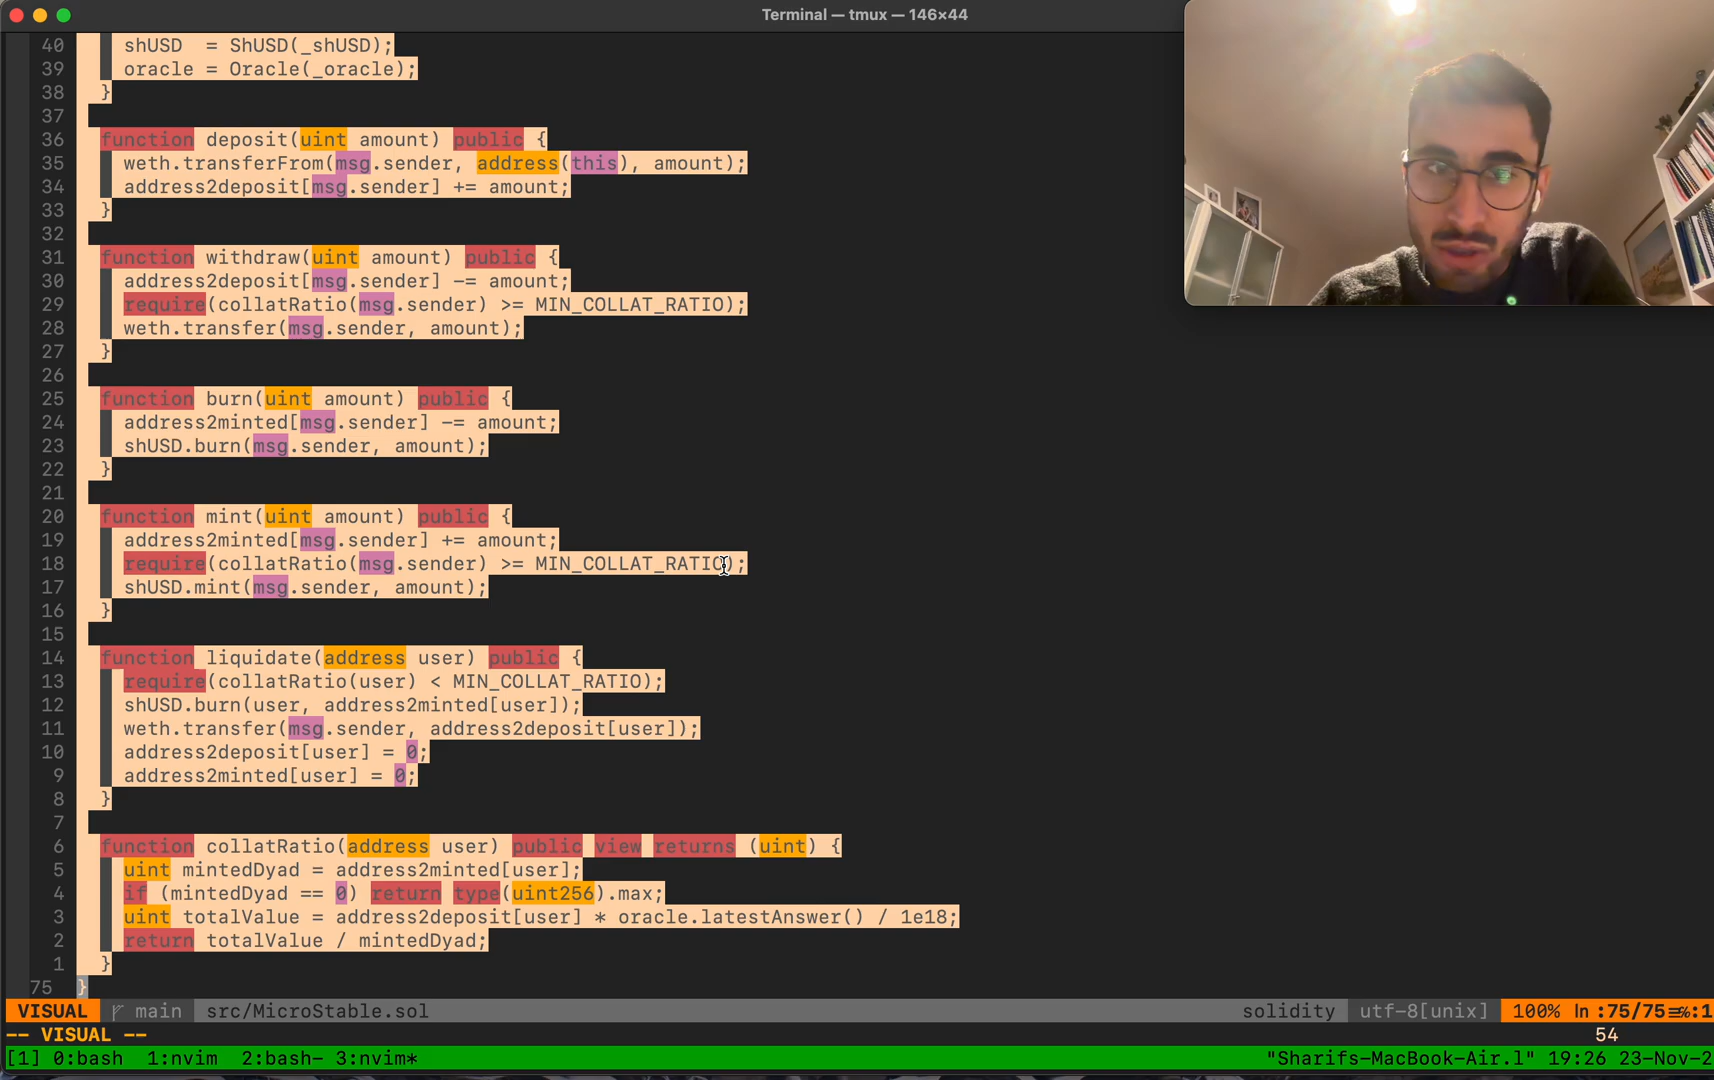 Terminal — tmux — 146×44
40 shUSD  = ShUSD(_shUSD);
39 oracle = Oracle(_oracle);
38 }
37
36 function deposit(uint amount) public {
35 weth.transferFrom(msg.sender, address(this), amount);
34 address2deposit[msg.sender] += amount;
33 }
32
31 function withdraw(uint amount) public {
30 address2deposit[msg.sender] -= amount;
29 require(collatRatio(msg.sender) >= MIN_COLLAT_RATIO);
28 weth.transfer(msg.sender, amount);
27 }
26
25 function burn(uint amount) public {
24 address2minted[msg.sender] -= amount;
23 shUSD.burn(msg.sender, amount);
22 }
21
20 function mint(uint amount) public {
19 address2minted[msg.sender] += amount;
18 require(collatRatio(msg.sender) >= MIN_COLLAT_RATIO);
17 shUSD.mint(msg.sender, amount);
16 }
15
14 function liquidate(address user) public {
13 require(collatRatio(user) < MIN_COLLAT_RATIO);
12 shUSD.burn(user, address2minted[user]);
11 weth.transfer(msg.sender, address2deposit[user]);
10 address2deposit[user] = 0;
9 address2minted[user] = 0;
8 }
7
6 function collatRatio(address user) public view returns (uint) {
5 uint mintedDyad = address2minted[user];
4 if (mintedDyad == 0) return type(uint256).max;
3 uint totalValue = address2deposit[user] * oracle.latestAnswer() / 1e18;
2 return totalValue / mintedDyad;
1 }
75 }
VISUAL main src/MicroStable.sol solidity utf-8[unix] 100% ln :75/75≡%:1
-- VISUAL -- 54
[1] 0:bash  1:nvim  2:bash- 3:nvim* "Sharifs-MacBook-Air.l" 19:26 23-Nov-2